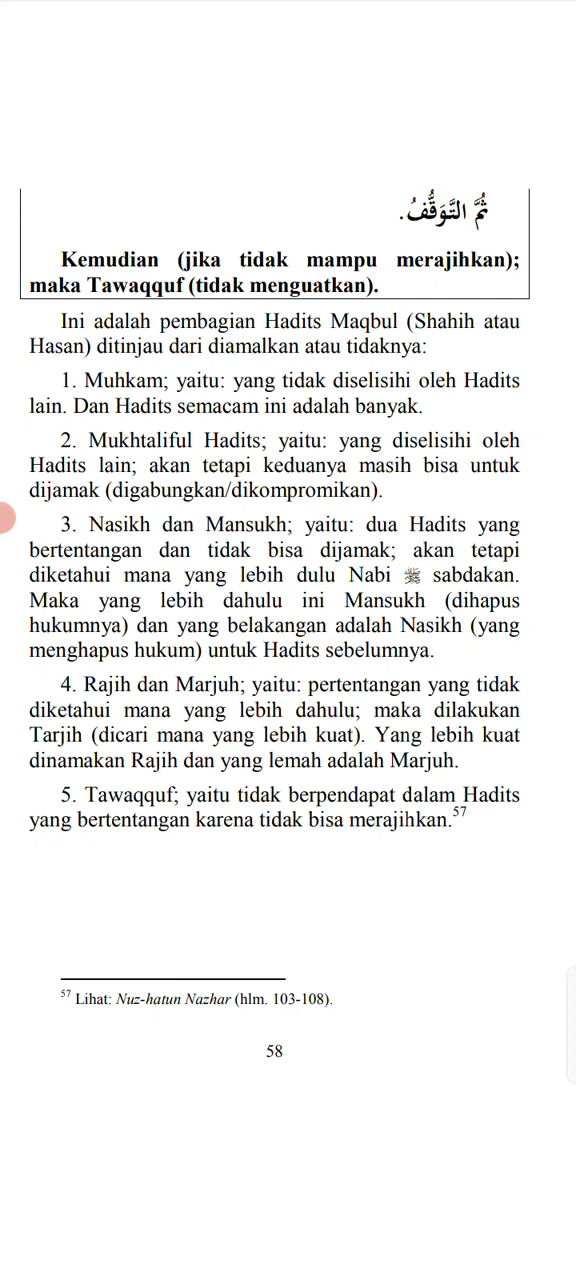 ثُمَّ التَّوَقُّفُ.
Kemudian (jika tidak mampu merajihkan);
maka Tawaqquf (tidak menguatkan).
Ini adalah pembagian Hadits Maqbul (Shahih atau
Hasan) ditinjau dari diamalkan atau tidaknya:
1. Muhkam; yaitu: yang tidak diselisihi oleh Hadits
lain. Dan Hadits semacam ini adalah banyak.
2. Mukhtaliful Hadits; yaitu: yang diselisihi oleh
Hadits lain; akan tetapi keduanya masih bisa untuk
dijamak (digabungkan/dikompromikan).
3. Nasikh dan Mansukh; yaitu: dua Hadits yang
bertentangan dan tidak bisa dijamak; akan tetapi
diketahui mana yang lebih dulu Nabi ﷺ sabdakan.
Maka yang lebih dahulu ini Mansukh (dihapus
hukumnya) dan yang belakangan adalah Nasikh (yang
menghapus hukum) untuk Hadits sebelumnya.
4. Rajih dan Marjuh; yaitu: pertentangan yang tidak
diketahui mana yang lebih dahulu; maka dilakukan
Tarjih (dicari mana yang lebih kuat). Yang lebih kuat
dinamakan Rajih dan yang lemah adalah Marjuh.
5. Tawaqquf; yaitu tidak berpendapat dalam Hadits
yang bertentangan karena tidak bisa merajihkan.57
57 Lihat: Nuz-hatun Nazhar (hlm. 103-108).
58